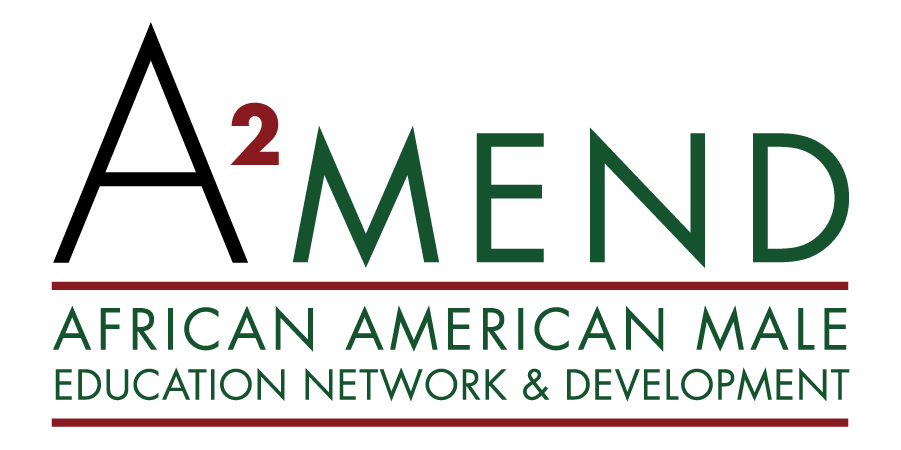 A²MEND
AFRICAN AMERICAN MALE
EDUCATION NETWORK & DEVELOPMENT